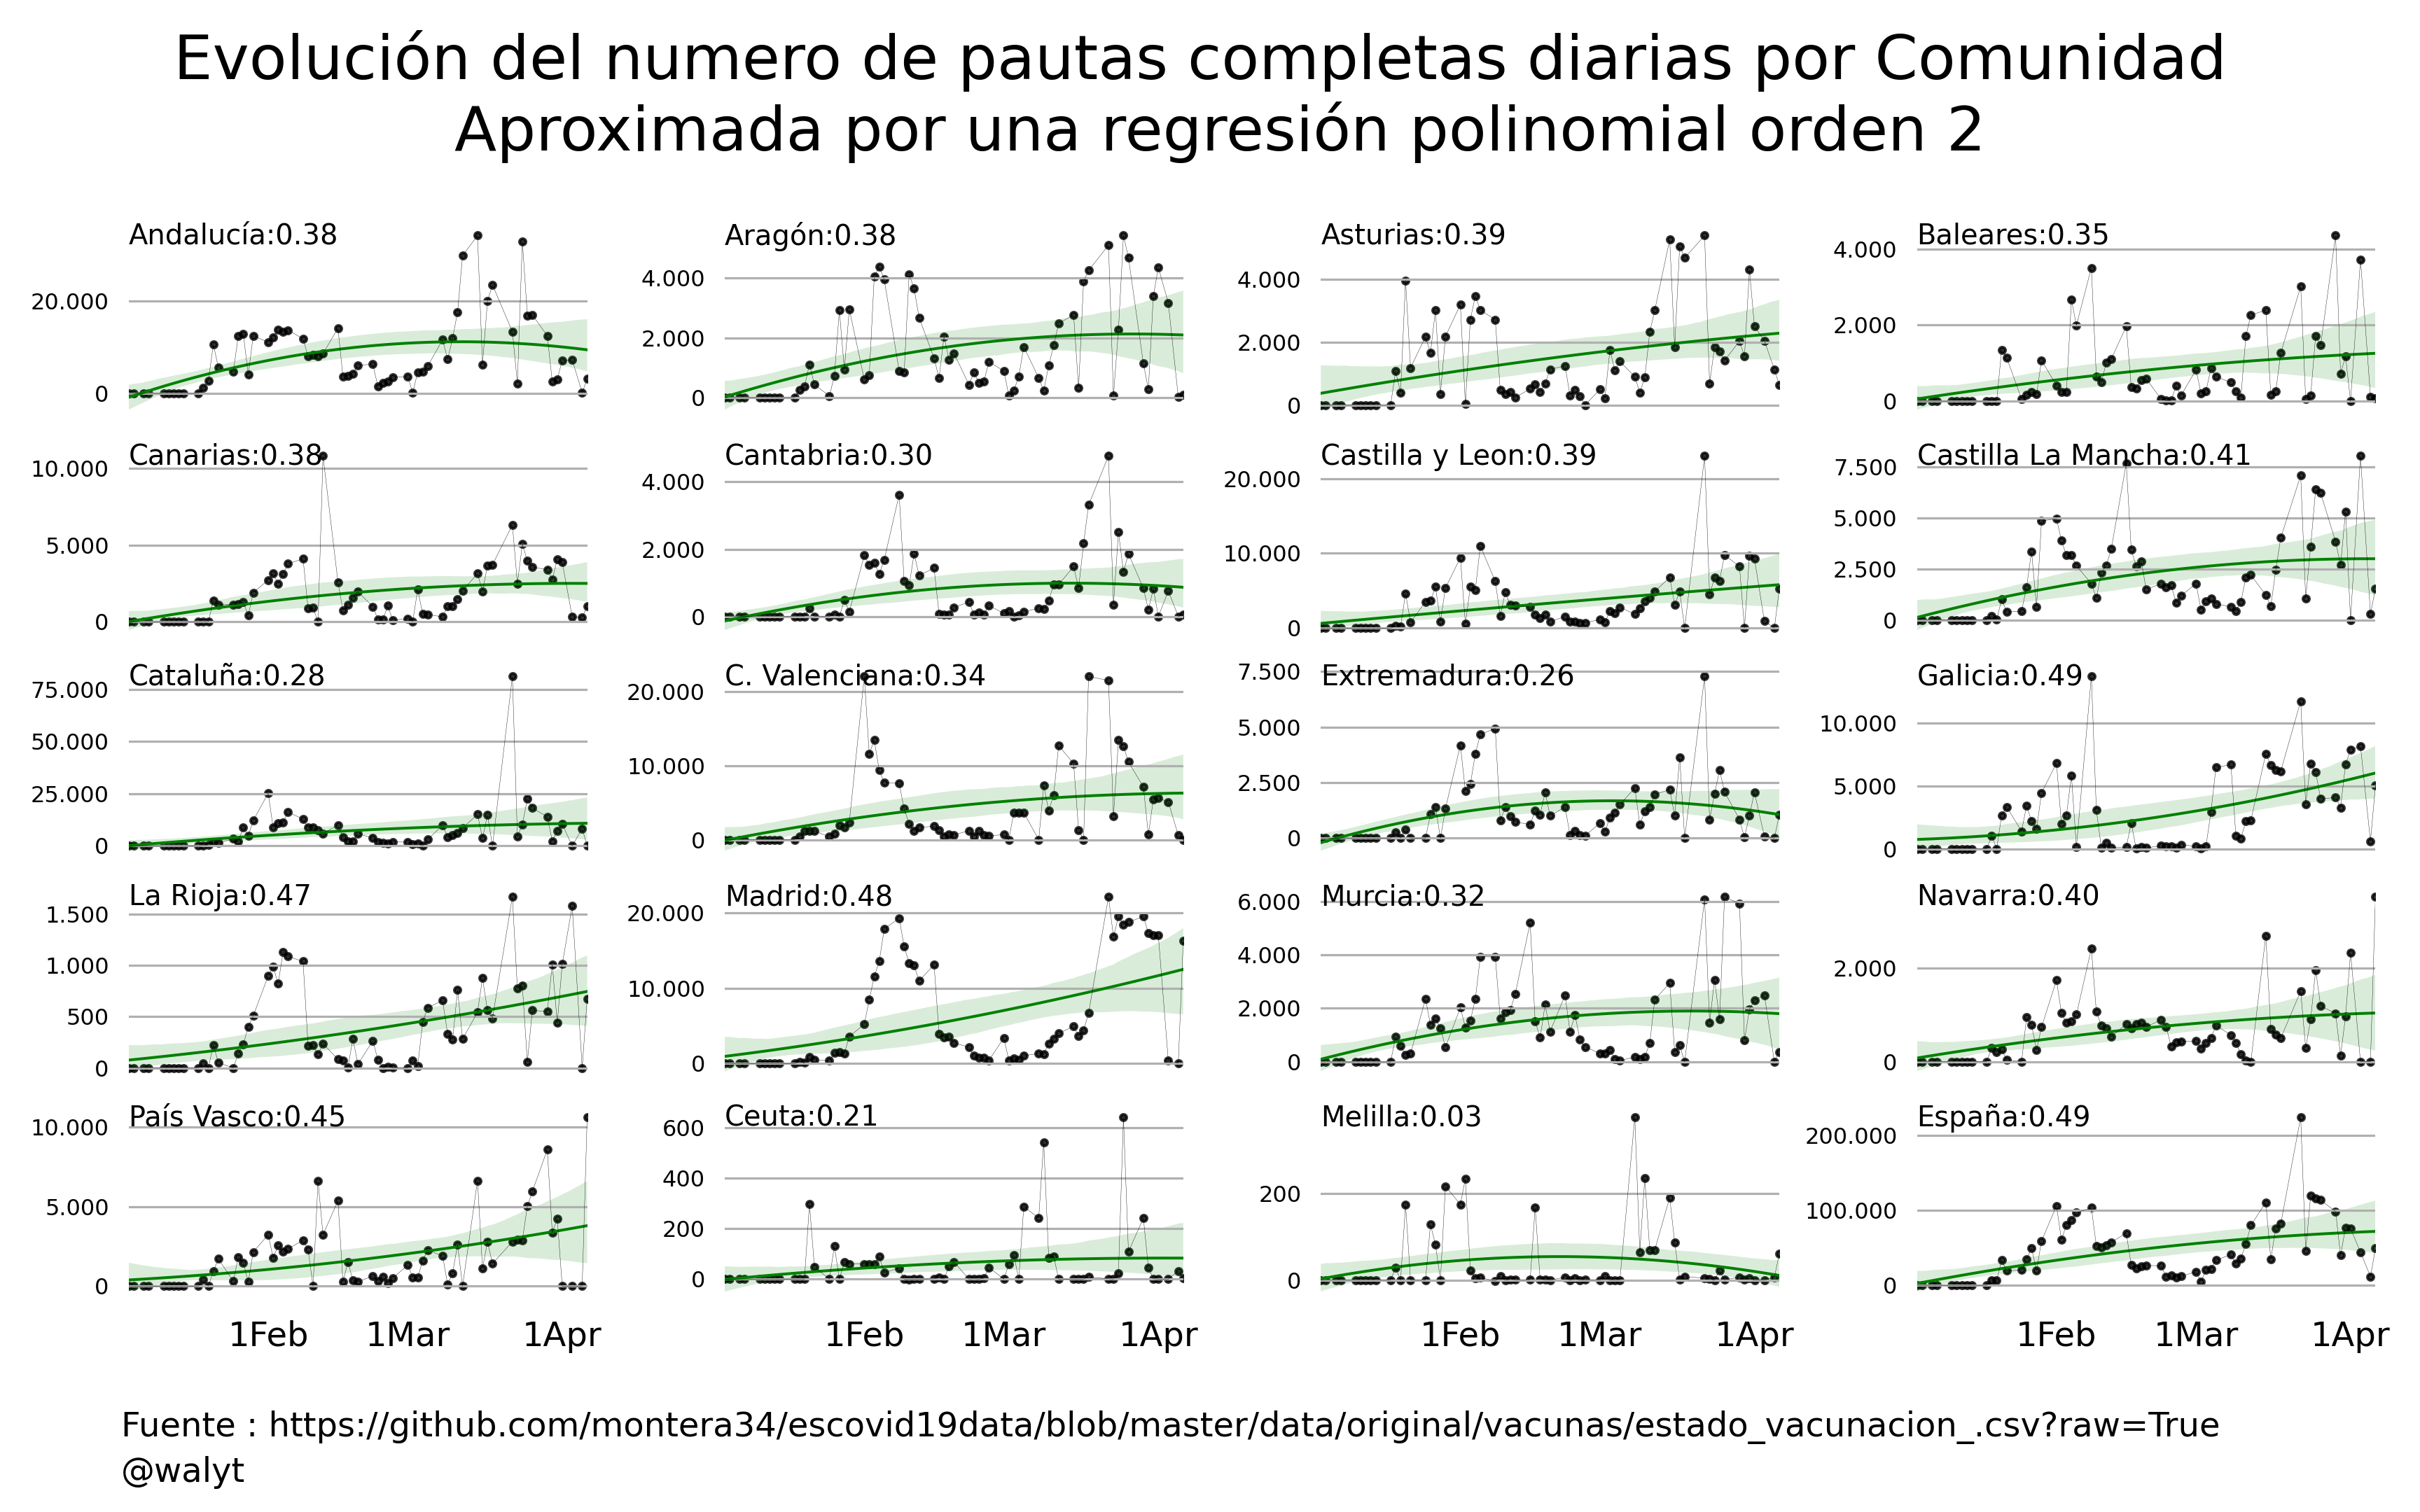 Evolución del numero de pautas completas diarias por Comunidad
Aproximada por una regresión polinomial orden 2
Andalucía:0.38
20.000
0
Aragón:0.38
4.000
2.000
0
Asturias:0.39
4.000
2.000
0
Baleares:0.35
4.000
2.000
0
Canarias:0.38
10.000
5.000
0
Cantabria:0.30
4.000
2.000
0
Castilla y Leon:0.39
20.000
10.000
0
Castilla La Mancha:0.41
7.500
5.000
2.500
0
Cataluña:0.28
75.000
50.000
25.000
0
C. Valenciana:0.34
20.000
10.000
0
Extremadura:0.26
7.500
5.000
2.500
0
Galicia:0.49
10.000
5.000
0
La Rioja:0.47
1.500
1.000
500
0
Madrid:0.48
20.000
10.000
0
Murcia:0.32
6.000
4.000
2.000
0
Navarra:0.40
2.000
0
País Vasco:0.45
10.000
5.000
0
Ceuta:0.21
600
400
200
0
Melilla:0.03
200
0
España:0.49
200.000
100.000
0
1Feb 1Mar 1Apr
1Feb 1Mar 1Apr
1Feb 1Mar 1Apr
1Feb 1Mar 1Apr
Fuente : https://github.com/montera34/escovid19data/blob/master/data/original/vacunas/estado_vacunacion_.csv?raw=True
@walyt